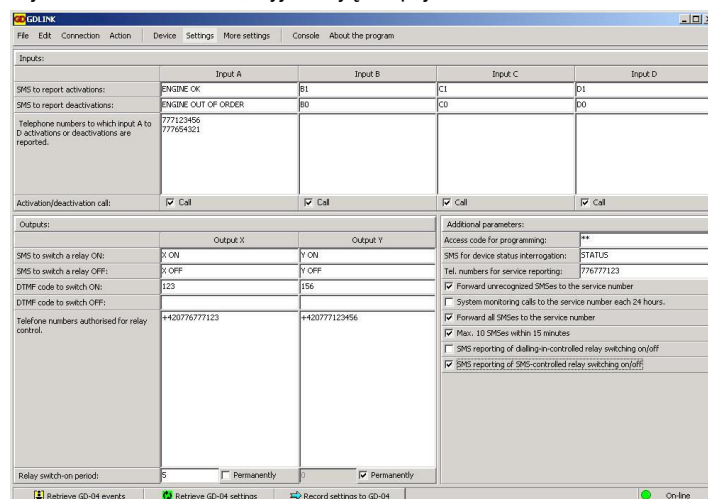 GDLINK
File Edit Connection Action Device Settings More settings Console About the program
Inputs:
Input A Input B Input C Input D
SMS to report activations: ENGINE OK B1 C1 D1
SMS to report deactivations: ENGINE OUT OF ORDER B0 C0 D0
Telephone numbers to which input A to D activations or deactivations are reported.
777123456
777654321
Activation/deactivation call: Call Call Call Call
Outputs:
Output X Output Y
SMS to switch a relay ON: X ON Y ON
SMS to switch a relay OFF: X OFF Y OFF
DTMF code to switch ON: 123 156
DTMF code to switch OFF:
Telefone numbers authorised for relay control.
+420776777123 +420777123456
Relay switch-on period: 5 Permanently 0 Permanently
Additional parameters:
Access code for programming: **
SMS for device status interrogation: STATUS
Tel. numbers for service reporting: 776777123
Forward unrecognized SMSes to the service number
System monitoring calls to the service number each 24 hours.
Forward all SMSes to the service number
Max. 10 SMSes within 15 minutes
SMS reporting of dialling-in-controlled relay switching on/off
SMS reporting of SMS-controlled relay switching on/off
Retrieve GD-04 events Retrieve GD-04 settings Record settings to GD-04 On-line